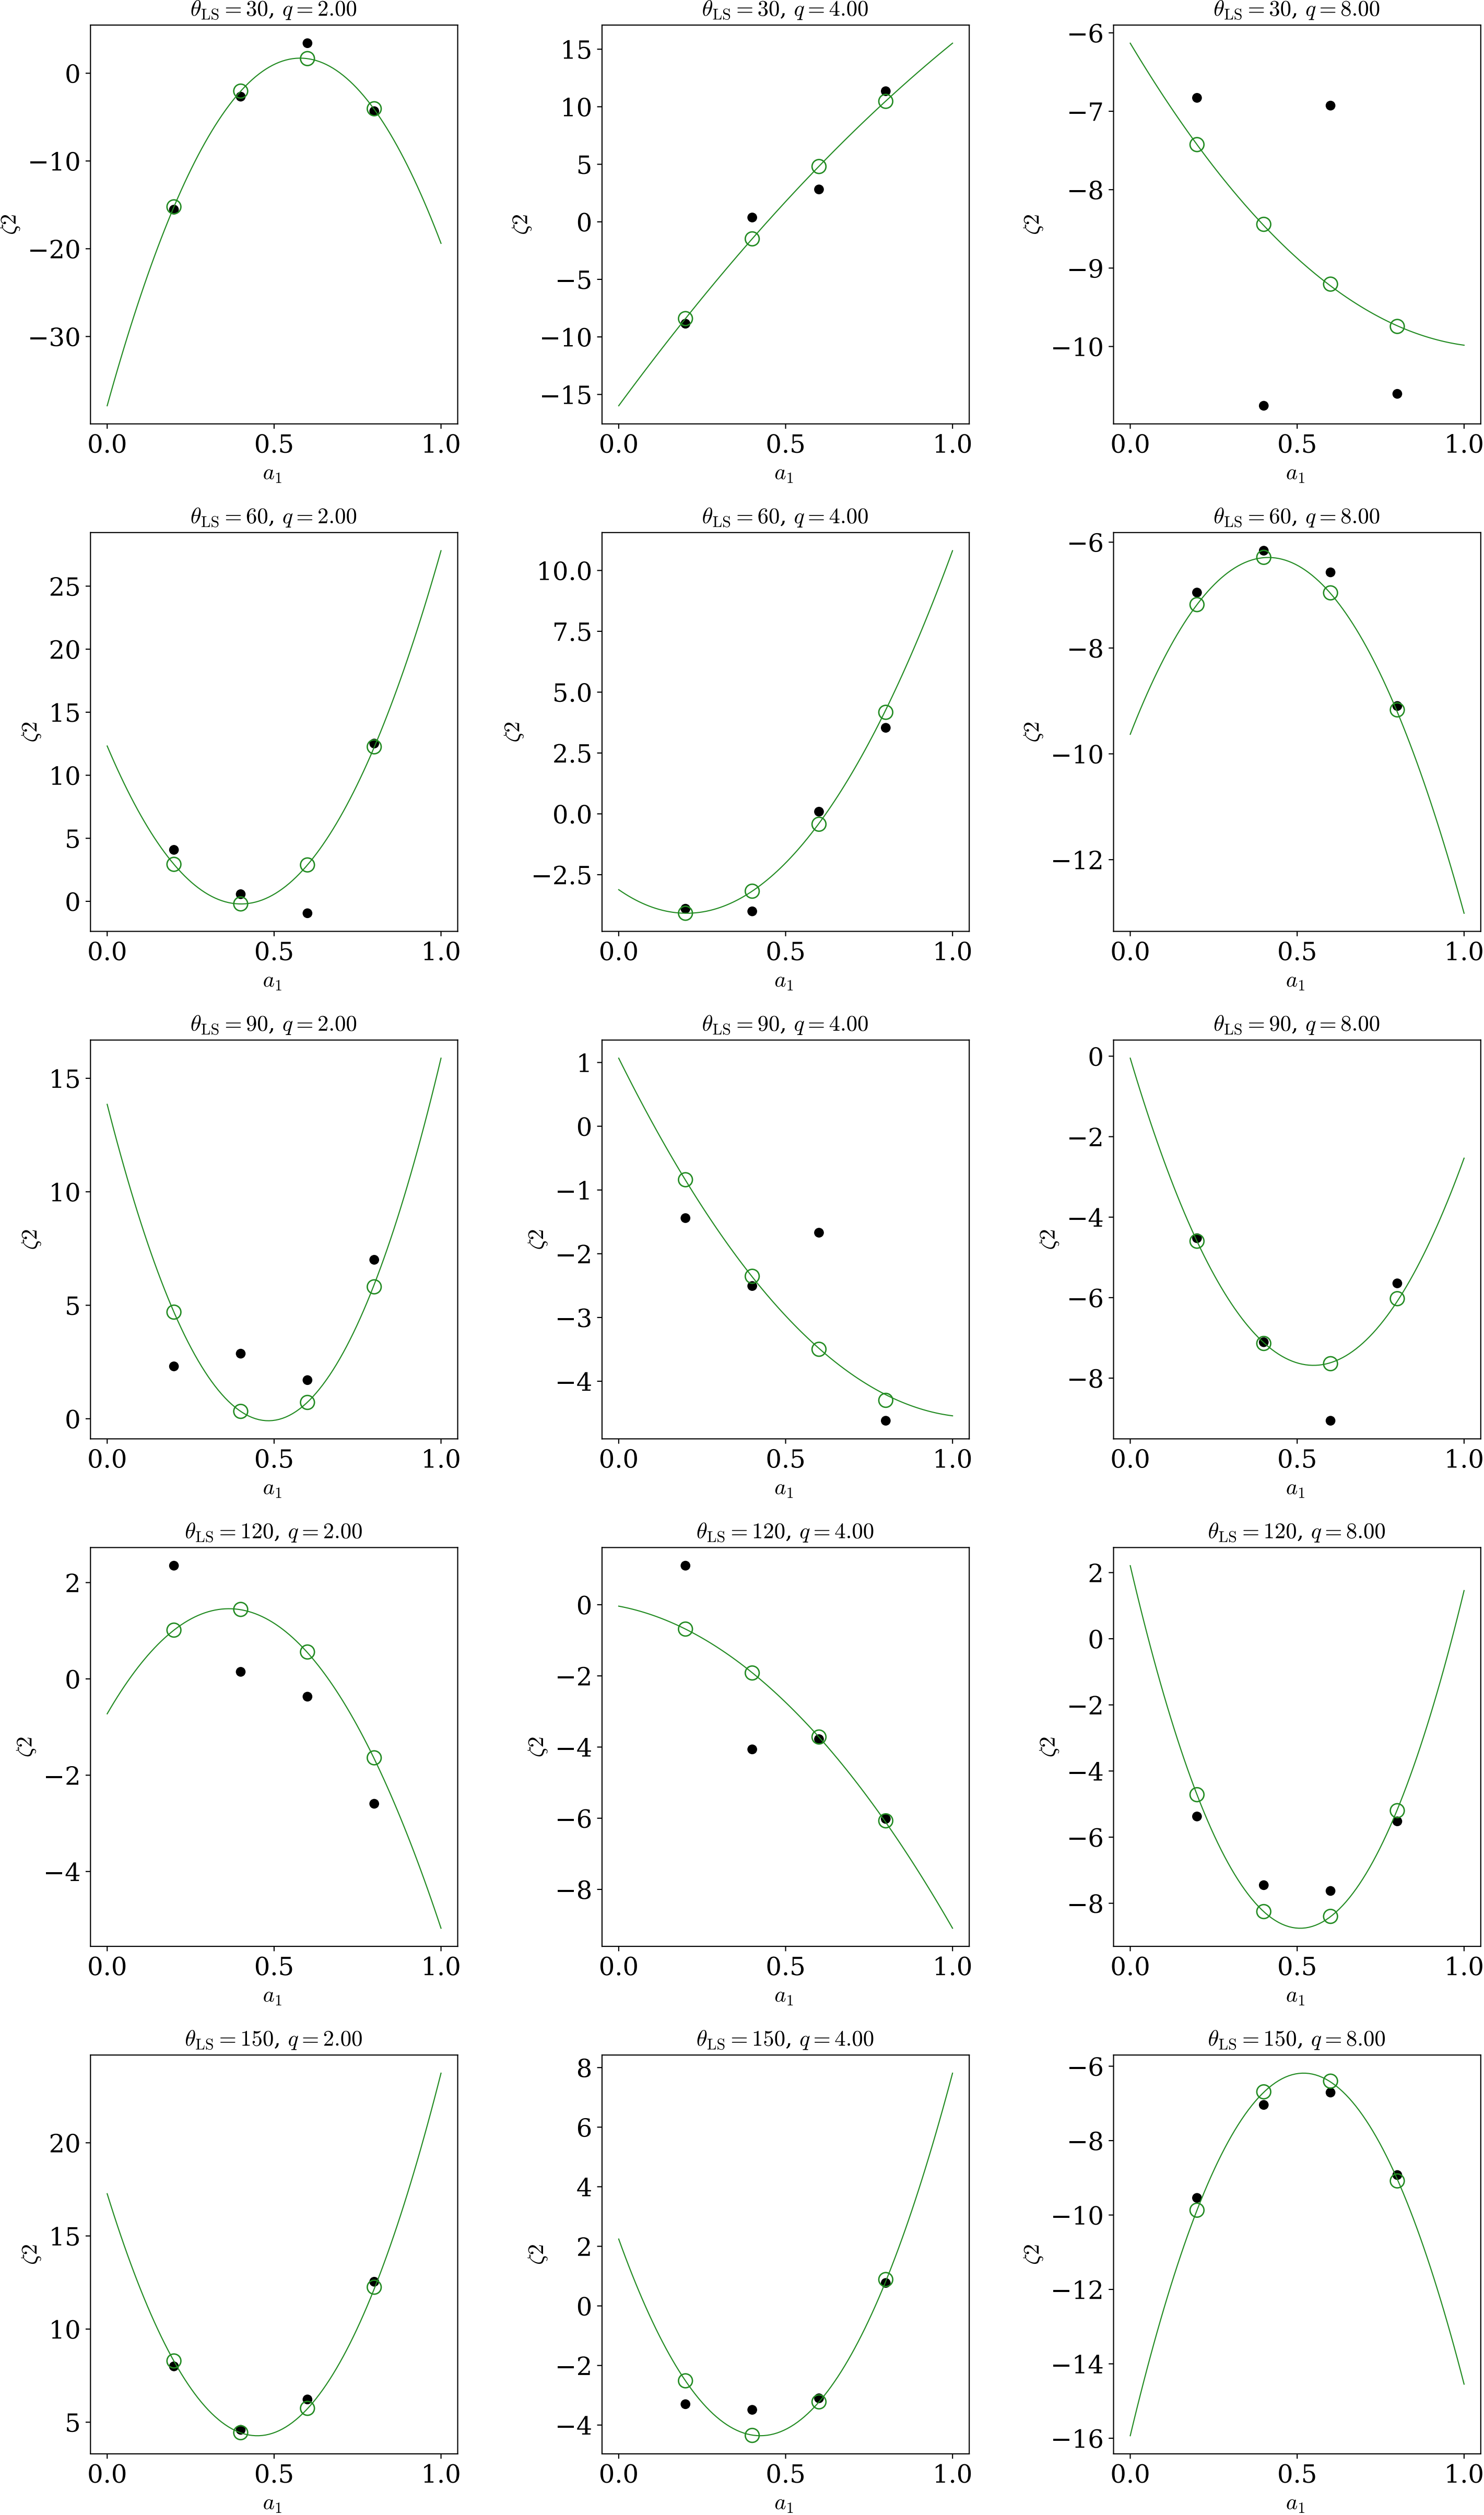 θLS = 30, q = 2.00
0
−10
−20
−30
ζ2
0.0 0.5 1.0
a1
θLS = 30, q = 4.00
15
10
5
0
−5
−10
−15
ζ2
0.0 0.5 1.0
a1
θLS = 30, q = 8.00
−6
−7
−8
−9
−10
ζ2
0.0 0.5 1.0
a1
θLS = 60, q = 2.00
25
20
15
10
5
0
ζ2
0.0 0.5 1.0
a1
θLS = 60, q = 4.00
10.0
7.5
5.0
2.5
0.0
−2.5
ζ2
0.0 0.5 1.0
a1
θLS = 60, q = 8.00
−6
−8
−10
−12
ζ2
0.0 0.5 1.0
a1
θLS = 90, q = 2.00
15
10
5
0
ζ2
0.0 0.5 1.0
a1
θLS = 90, q = 4.00
1
0
−1
−2
−3
−4
ζ2
0.0 0.5 1.0
a1
θLS = 90, q = 8.00
0
−2
−4
−6
−8
ζ2
0.0 0.5 1.0
a1
θLS = 120, q = 2.00
2
0
−2
−4
ζ2
0.0 0.5 1.0
a1
θLS = 120, q = 4.00
0
−2
−4
−6
−8
ζ2
0.0 0.5 1.0
a1
θLS = 120, q = 8.00
2
0
−2
−4
−6
−8
ζ2
0.0 0.5 1.0
a1
θLS = 150, q = 2.00
20
15
10
5
ζ2
0.0 0.5 1.0
a1
θLS = 150, q = 4.00
8
6
4
2
0
−2
−4
ζ2
0.0 0.5 1.0
a1
θLS = 150, q = 8.00
−6
−8
−10
−12
−14
−16
ζ2
0.0 0.5 1.0
a1